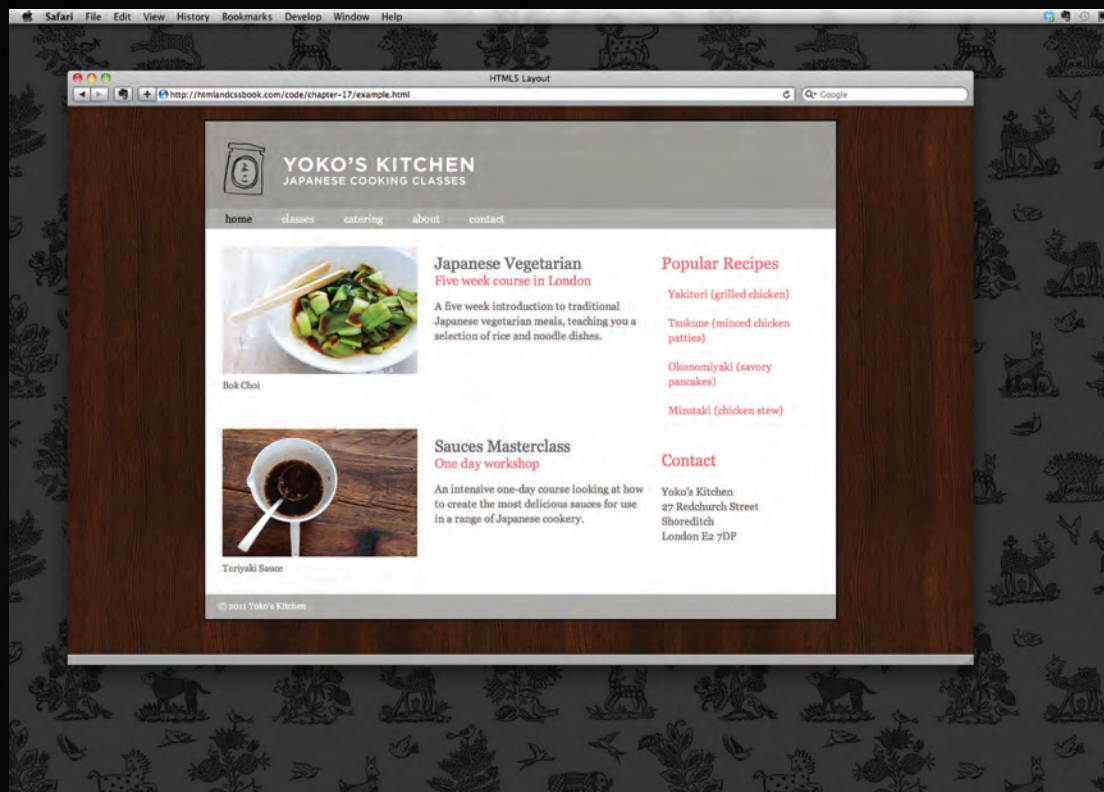 Safari File Edit View History Bookmarks Develop Window Help
HTML5 Layout
http://htmlandcssbook.com/code/chapter-17/example.html
Google
よこ
YOKO'S KITCHEN
JAPANESE COOKING CLASSES
home classes catering about contact
Bok Choi
Japanese Vegetarian
Five week course in London
A five week introduction to traditional
Japanese vegetarian meals, teaching you a
selection of rice and noodle dishes.
Teriyaki Sauce
Sauces Masterclass
One day workshop
An intensive one-day course looking at how
to create the most delicious sauces for use
in a range of Japanese cookery.
Popular Recipes
Yakitori (grilled chicken)
Tsukune (minced chicken
patties)
Okonomiyaki (savory
pancakes)
Mizutaki (chicken stew)
Contact
Yoko's Kitchen
27 Redchurch Street
Shoreditch
London E2 7DP
© 2011 Yoko's Kitchen